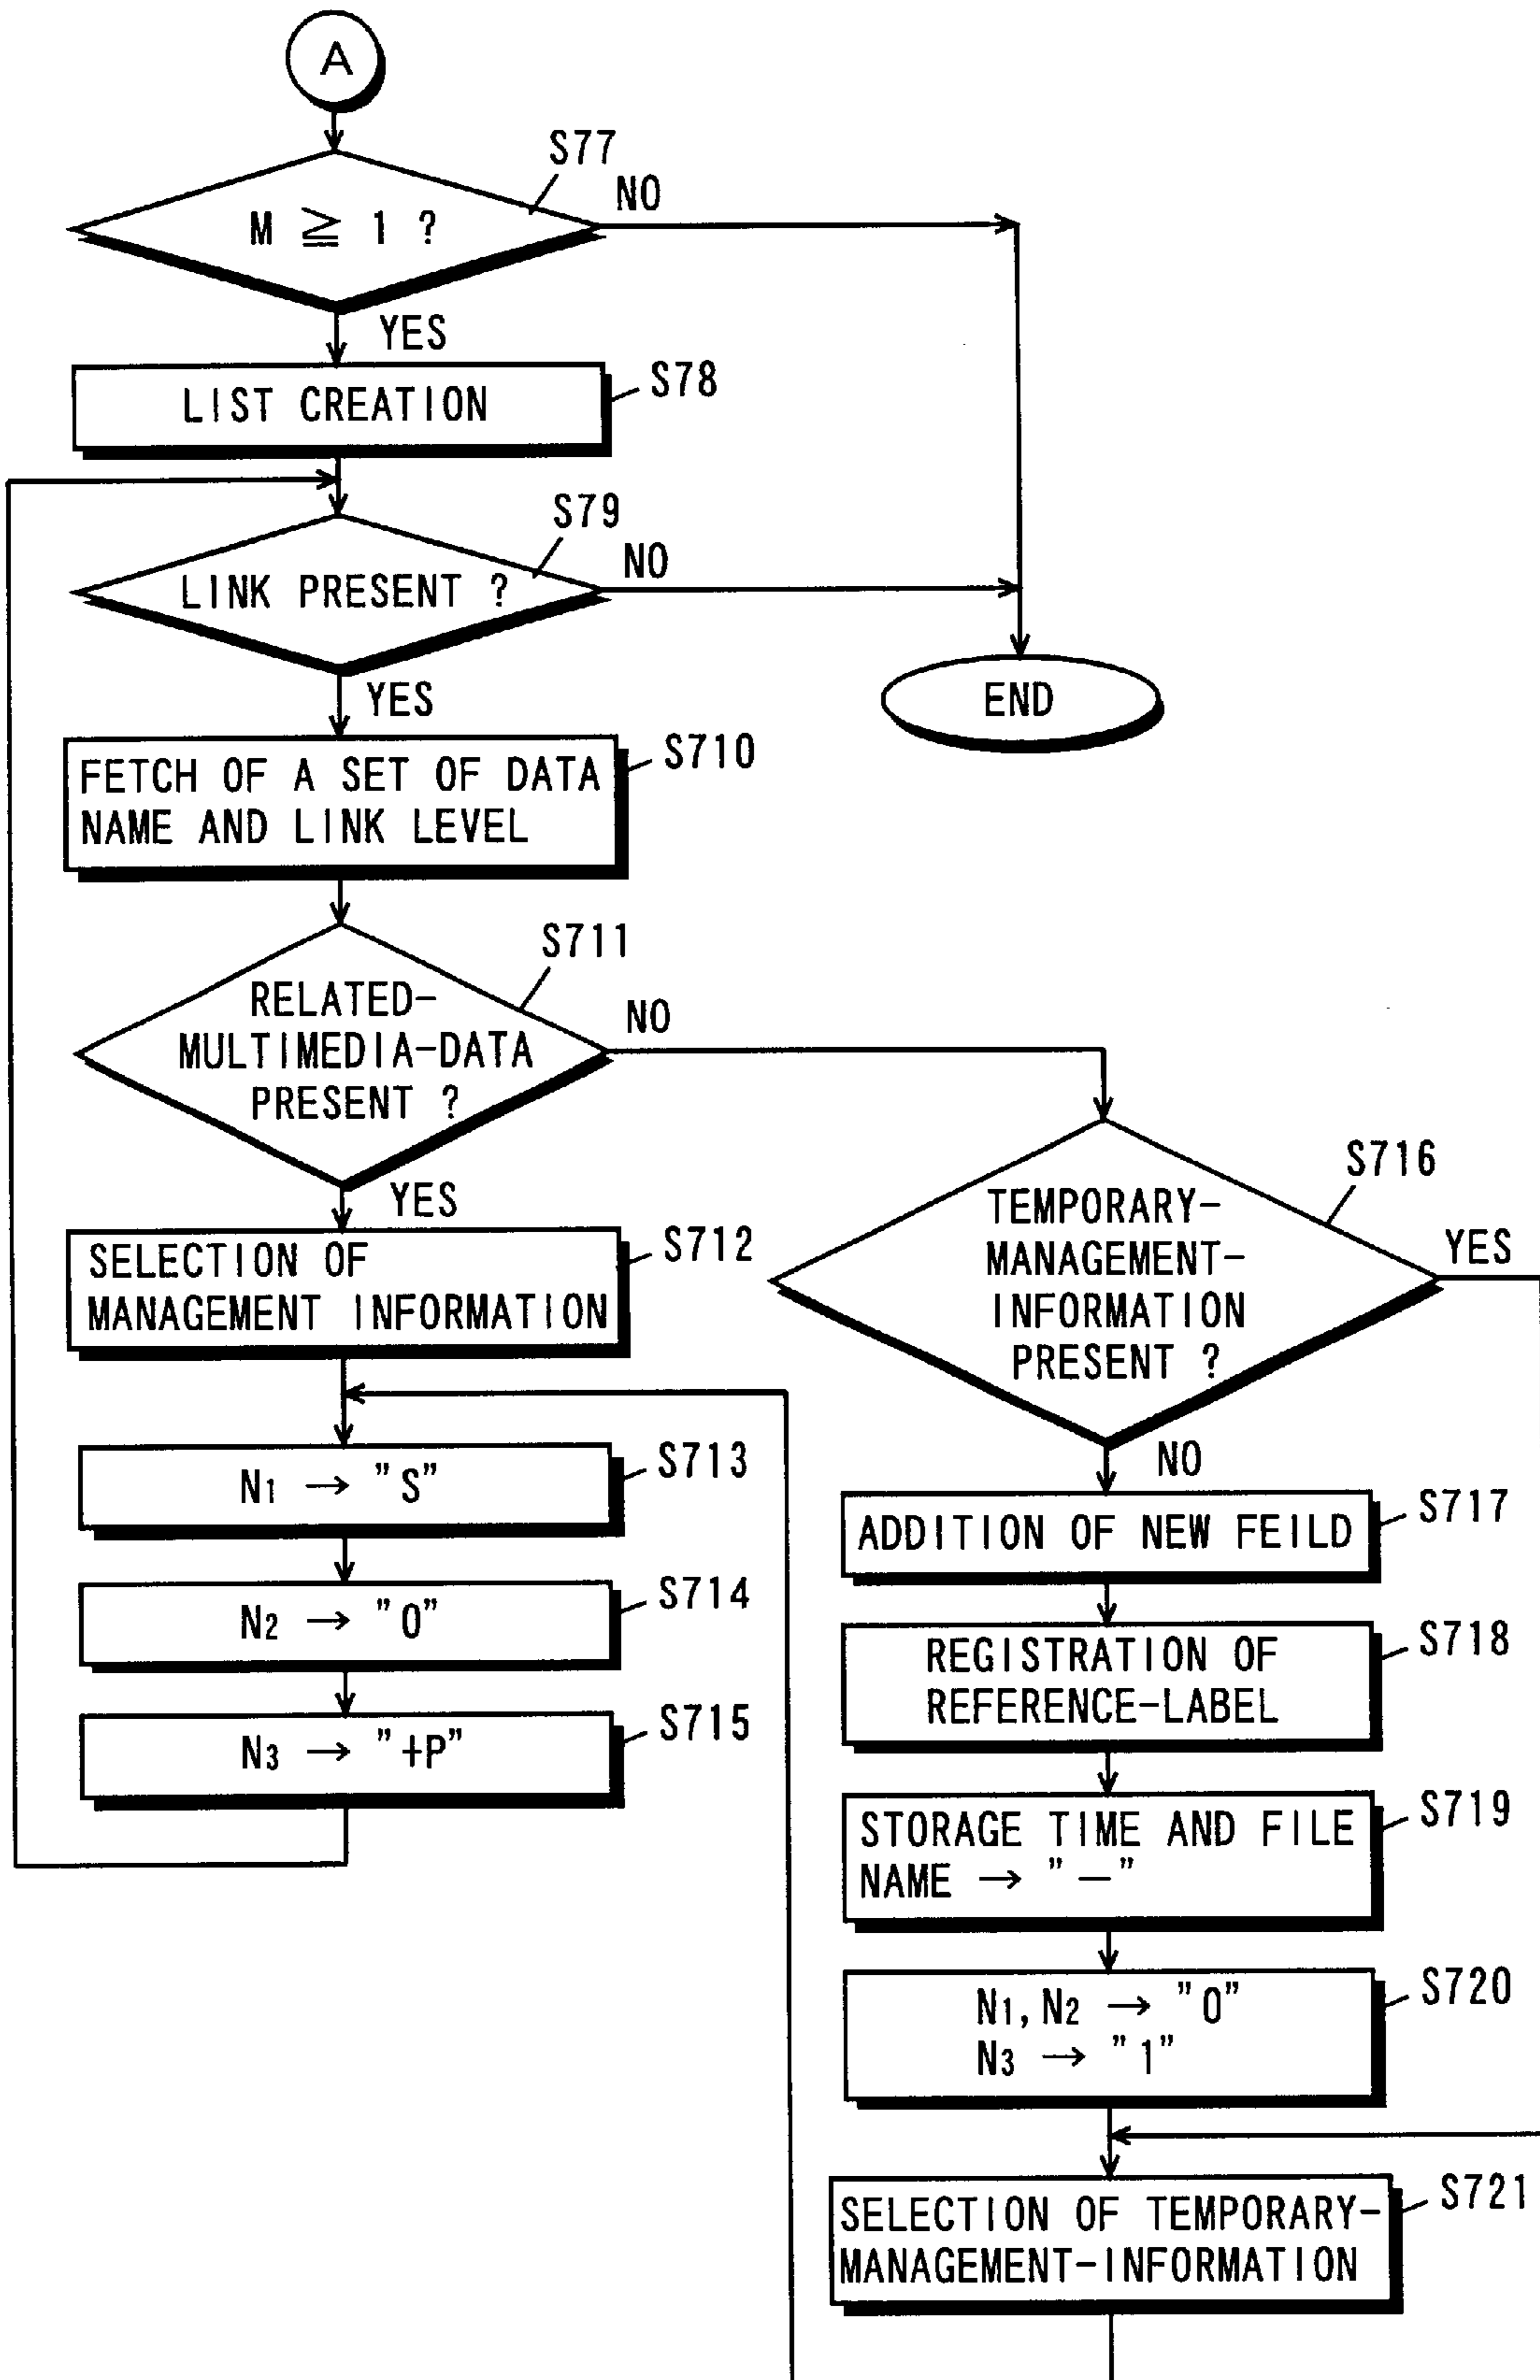 A
S77
M ≧ 1 ?
NO
YES
LIST CREATION
S78
S79
LINK PRESENT ?
NO
YES
END
FETCH OF A SET OF DATA
NAME AND LINK LEVEL
S710
S711
RELATED-
MULTIMEDIA-DATA
PRESENT ?
NO
YES
SELECTION OF
MANAGEMENT INFORMATION
S712
N1 → "S"
S713
N2 → "0"
S714
N3 → "+P"
S715
S716
TEMPORARY-
MANAGEMENT-
INFORMATION
PRESENT ?
YES
NO
ADDITION OF NEW FEILD
S717
REGISTRATION OF
REFERENCE-LABEL
S718
STORAGE TIME AND FILE
NAME → "—"
S719
N1, N2 → "0"
N3 → "1"
S720
SELECTION OF TEMPORARY-
MANAGEMENT-INFORMATION
S721